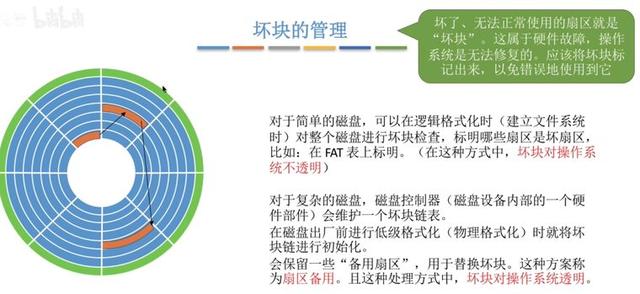 坏块的管理
坏了、无法正常使用的扇区就是
“坏块”。这属于硬件故障，操作
系统是无法修复的。应该将坏块标
记出来，以免错误地使用到它
对于简单的磁盘，可以在逻辑格式化时（建立文件系统
时）对整个磁盘进行坏块检查，标明哪些扇区是坏扇区，
比如：在 FAT 表上标明。（在这种方式中，坏块对操作系
统不透明）
对于复杂的磁盘，磁盘控制器（磁盘设备内部的一个硬
件部件）会维护一个坏块链表。
在磁盘出厂前进行低级格式化（物理格式化）时就将坏
块链进行初始化。
会保留一些“备用扇区”，用于替换坏块。这种方案称
为扇区备用。且这种处理方式中，坏块对操作系统透明。